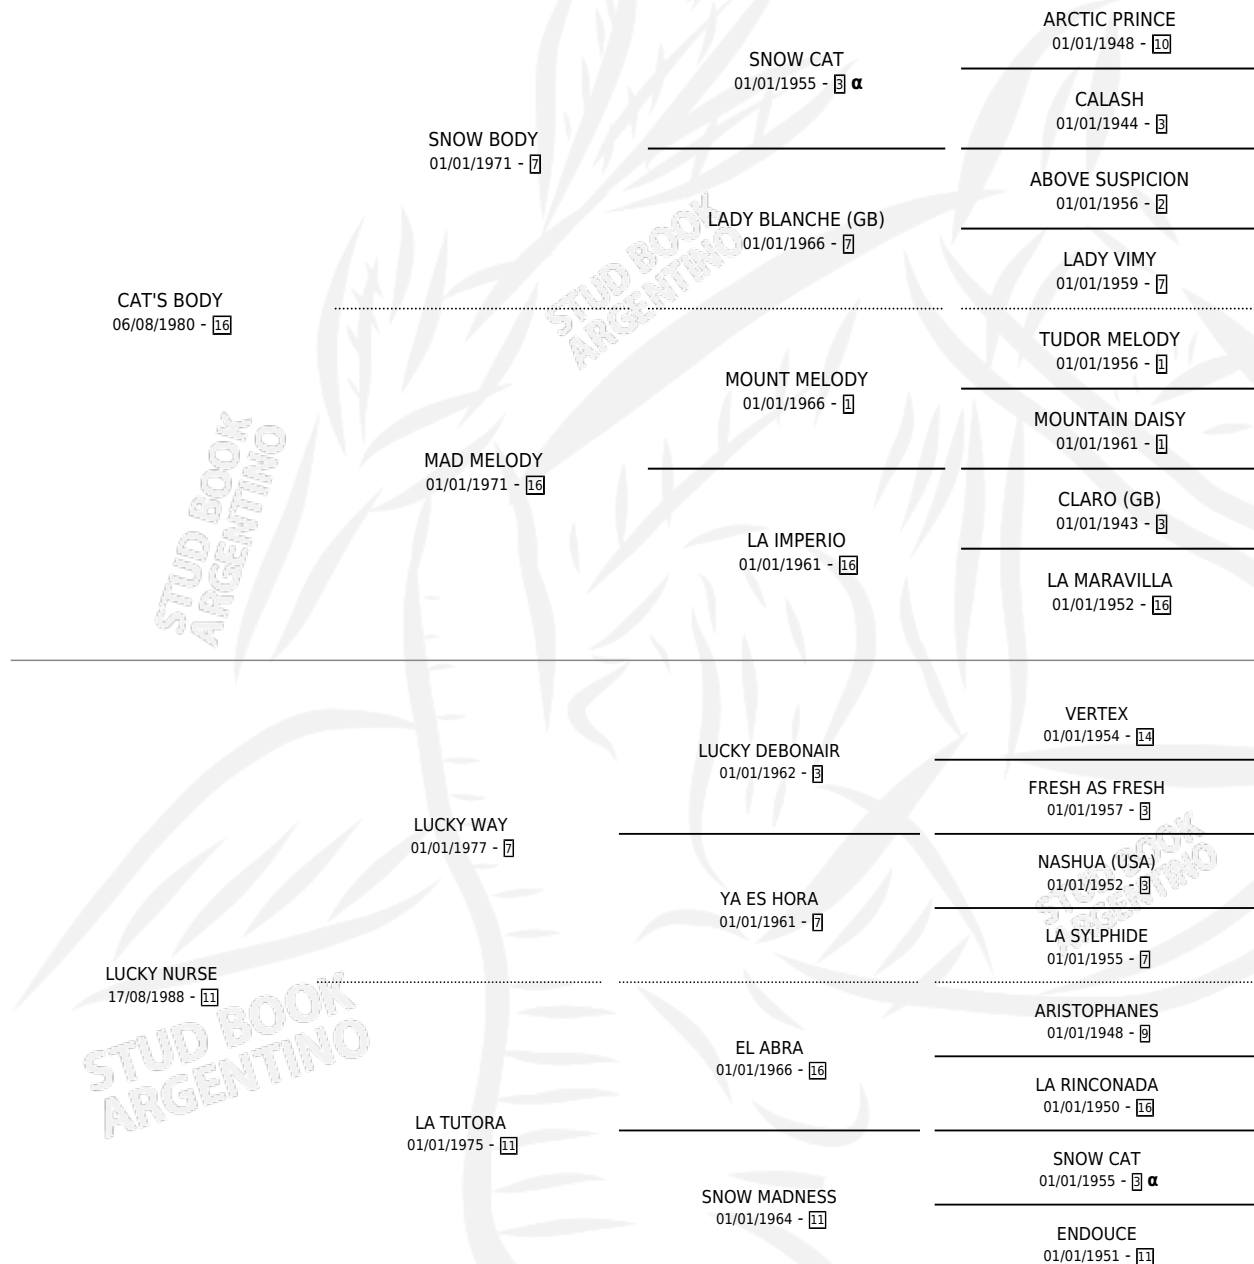 ARCTIC PRINCE
01/01/1948 - 10
SNOW CAT
01/01/1955 - 3 α
CALASH
01/01/1944 - 3
SNOW BODY
01/01/1971 - 7
ABOVE SUSPICION
01/01/1956 - 2
LADY BLANCHE (GB)
01/01/1966 - 7
LADY VIMY
01/01/1959 - 7
CAT'S BODY
06/08/1980 - 16
TUDOR MELODY
01/01/1956 - 1
MOUNT MELODY
01/01/1966 - 1
MOUNTAIN DAISY
01/01/1961 - 1
MAD MELODY
01/01/1971 - 16
CLARO (GB)
01/01/1943 - 3
LA IMPERIO
01/01/1961 - 16
LA MARAVILLA
01/01/1952 - 16
STUD BOOK
ARGENTINO
STUD BOOK
ARGENTINO
VERTEX
01/01/1954 - 14
LUCKY DEBONAIR
01/01/1962 - 3
FRESH AS FRESH
01/01/1957 - 3
LUCKY WAY
01/01/1977 - 7
NASHUA (USA)
01/01/1952 - 3
YA ES HORA
01/01/1961 - 7
LA SYLPHIDE
01/01/1955 - 7
LUCKY NURSE
17/08/1988 - 11
ARISTOPHANES
01/01/1948 - 9
EL ABRA
01/01/1966 - 16
LA RINCONADA
01/01/1950 - 16
LA TUTORA
01/01/1975 - 11
SNOW CAT
01/01/1955 - 3 α
SNOW MADNESS
01/01/1964 - 11
ENDOUCE
01/01/1951 - 11
STUD BOOK
ARGENTINO
STUD BOOK
ARGENTINO